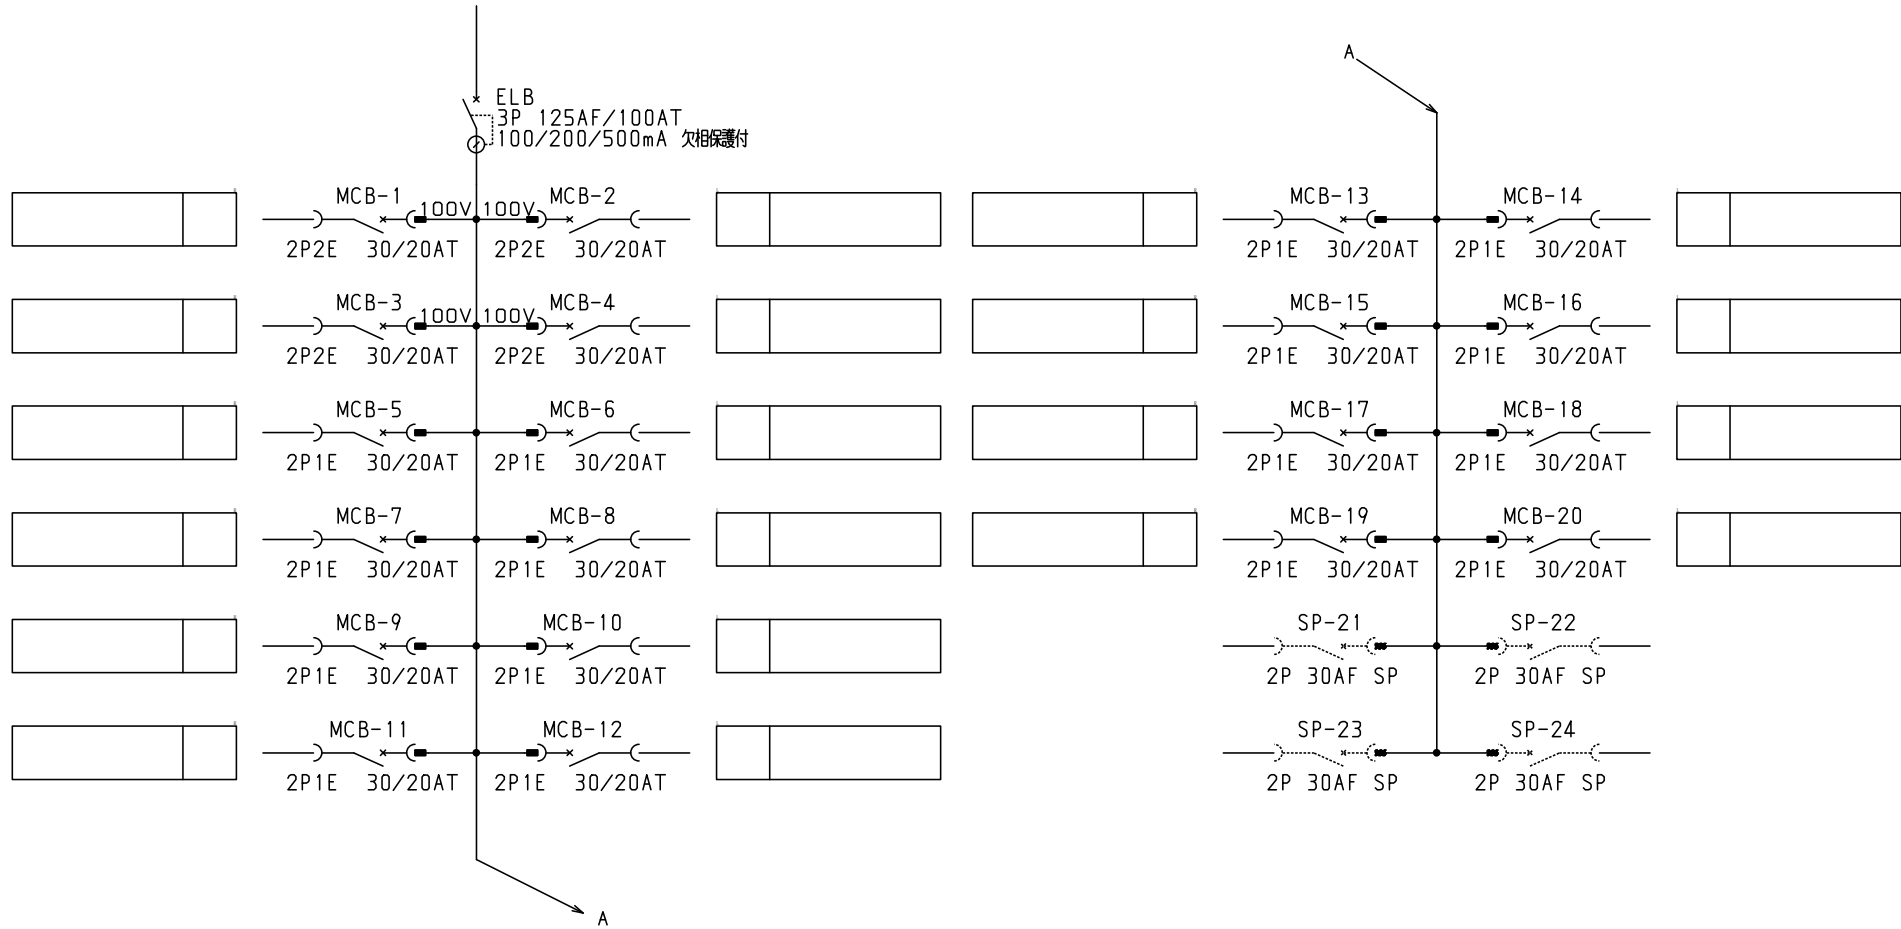 ELB
3P 125AF/100AT
100/200/500mA 欠相保護付
MCB-1 100V 100V MCB-2
2P2E 30/20AT 2P2E 30/20AT
MCB-3 100V 100V MCB-4
2P2E 30/20AT 2P2E 30/20AT
MCB-5 MCB-6
2P1E 30/20AT 2P1E 30/20AT
MCB-7 MCB-8
2P1E 30/20AT 2P1E 30/20AT
MCB-9 MCB-10
2P1E 30/20AT 2P1E 30/20AT
MCB-11 MCB-12
2P1E 30/20AT 2P1E 30/20AT
A
A
MCB-13 MCB-14
2P1E 30/20AT 2P1E 30/20AT
MCB-15 MCB-16
2P1E 30/20AT 2P1E 30/20AT
MCB-17 MCB-18
2P1E 30/20AT 2P1E 30/20AT
MCB-19 MCB-20
2P1E 30/20AT 2P1E 30/20AT
SP-21 SP-22
2P 30AF SP 2P 30AF SP
SP-23 SP-24
2P 30AF SP 2P 30AF SP